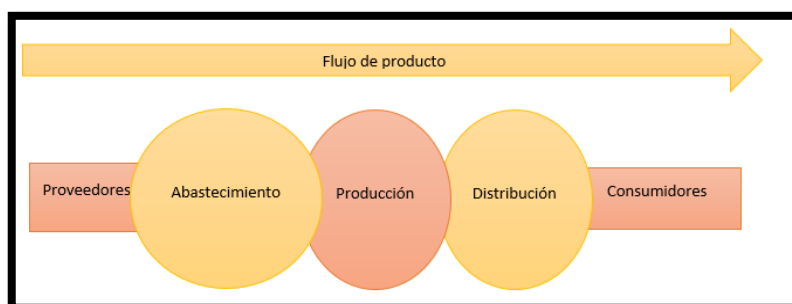 Flujo de producto
Proveedores
Abastecimiento
Producción
Distribución
Consumidores